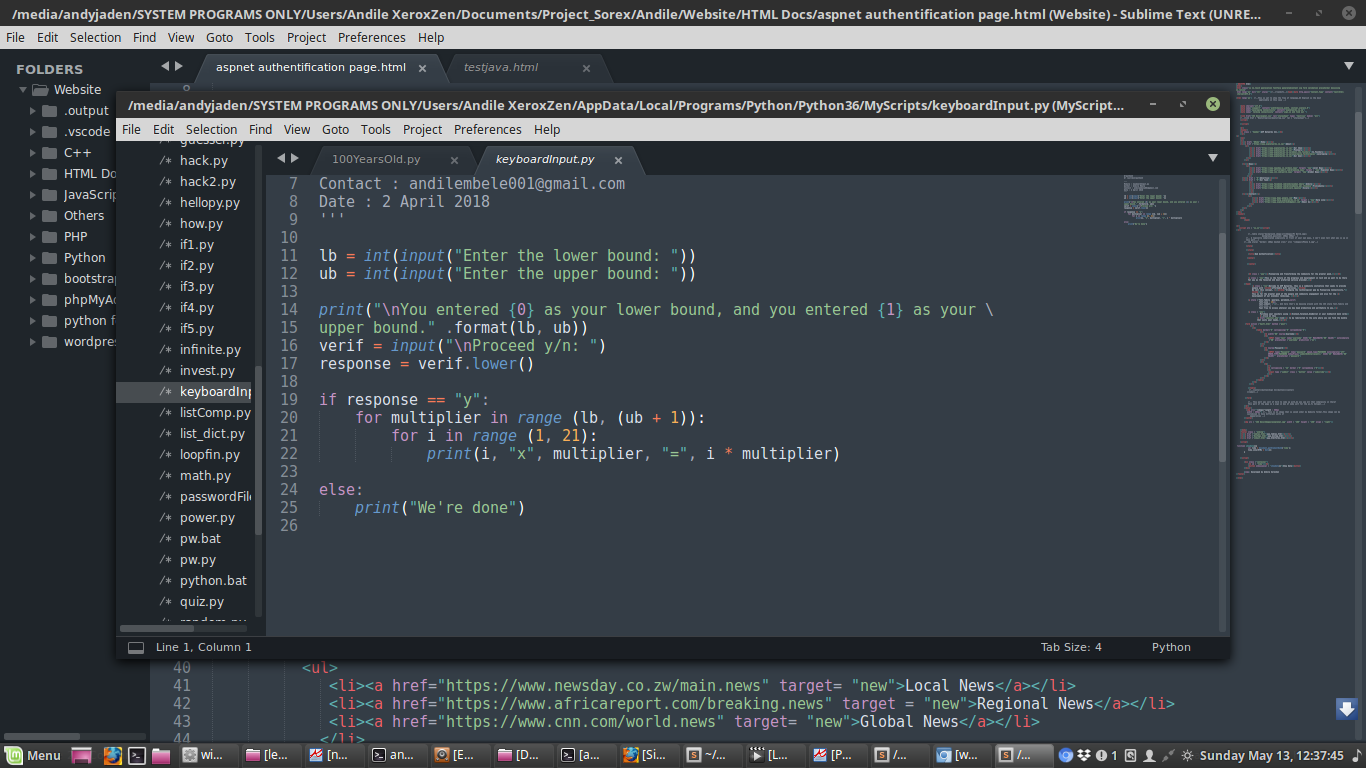 /media/andyjaden/SYSTEM PROGRAMS ONLY/Users/Andile XeroxZen/Documents/Project_Sorex/Andile/Website/HTML Docs/aspnet authentification page.html (Website) - Sublime Text (UNRE...
File Edit Selection Find View Goto Tools Project Preferences Help
FOLDERS
Website
.output
.vscode
C++
HTML Do
JavaScrip
Others
PHP
Python
bootstrap
phpMyAd
python f
wordpres
aspnet authentification page.html
testjava.html
/media/andyjaden/SYSTEM PROGRAMS ONLY/Users/Andile XeroxZen/AppData/Local/Programs/Python/Python36/MyScripts/keyboardInput.py (MyScript...
File Edit Selection Find View Goto Tools Project Preferences Help
guesser.py
/* hack.py
/* hack2.py
/* hellopy.py
/* how.py
/* if1.py
/* if2.py
/* if3.py
/* if4.py
/* if5.py
/* infinite.py
/* invest.py
/* keyboardInp
/* listComp.py
/* list_dict.py
/* loopfin.py
/* math.py
/* passwordFile
/* power.py
/* pw.bat
/* pw.py
/* python.bat
/* quiz.py
100YearsOld.py
keyboardInput.py
7 Contact : andilembele001@gmail.com
8 Date : 2 April 2018
9 '''
10
11 lb = int(input("Enter the lower bound: "))
12 ub = int(input("Enter the upper bound: "))
13
14 print("\nYou entered {0} as your lower bound, and you entered {1} as your \
15 upper bound." .format(lb, ub))
16 verif = input("\nProceed y/n: ")
17 response = verif.lower()
18
19 if response == "y":
20 for multiplier in range (lb, (ub + 1)):
21 for i in range (1, 21):
22 print(i, "x", multiplier, "=", i * multiplier)
23
24 else:
25 print("We're done")
26
Line 1, Column 1
Tab Size: 4
Python
40 <ul>
41 <li><a href="https://www.newsday.co.zw/main.news" target= "new">Local News</a></li>
42 <li><a href="https://www.africareport.com/breaking.news" target = "new">Regional News</a></li>
43 <li><a href="https://www.cnn.com/world.news" target= "new">Global News</a></li>
44 </li>
Menu
wi...
[le...
[n...
an...
[E...
[D...
[a...
[Si...
~/...
[L...
[P...
/...
[w...
/...
1
Sunday May 13, 12:37:45